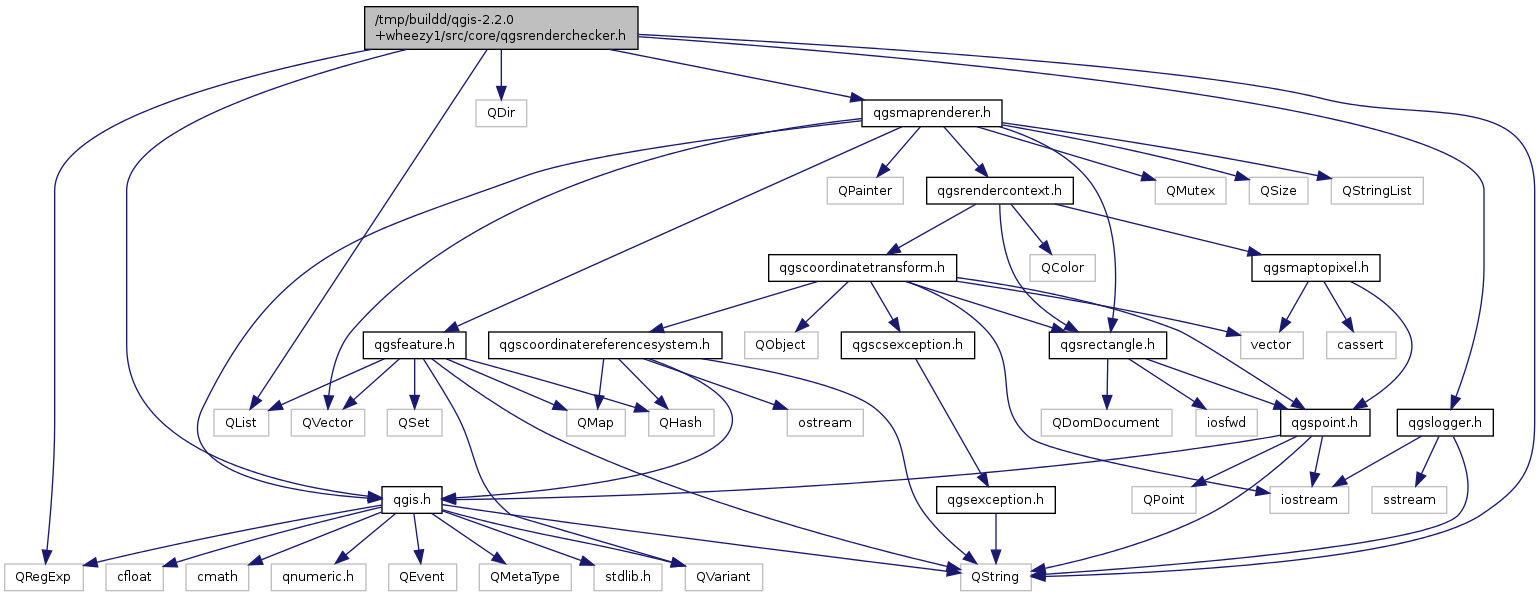 /tmp/buildd/qgis-2.2.0
+wheezy1/src/core/qgsrenderchecker.h
QDir
qgsmaprenderer.h
QPainter
qgsrendercontext.h
QMutex
QSize
QStringList
qgscoordinatetransform.h
QColor
qgsmaptopixel.h
qgsfeature.h
qgscoordinatereferencesystem.h
QObject
qgscsexception.h
qgsrectangle.h
vector
cassert
QList
QVector
QSet
QMap
QHash
ostream
QDomDocument
iosfwd
qgspoint.h
qgslogger.h
qgis.h
qgsexception.h
QPoint
iostream
sstream
QRegExp
cfloat
cmath
qnumeric.h
QEvent
QMetaType
stdlib.h
QVariant
QString